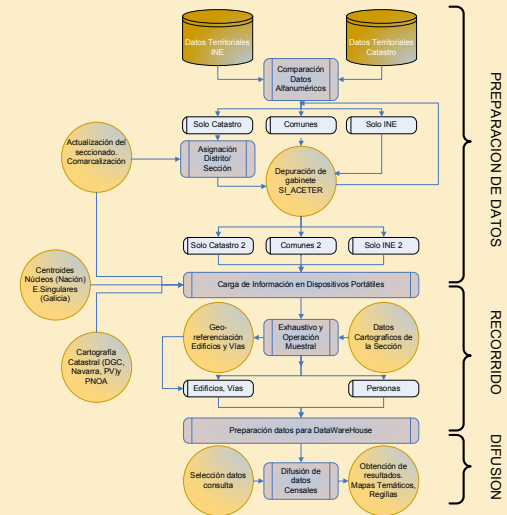 Datos Territoriales
INE
Datos Territoriales
Catastro
Comparación
Datos
Alfanuméricos
Solo Catastro
Comunes
Solo INE
Actualización del
seccionado.
Comarcalización
Asignación
Distrito/
Sección
Depuración de
gabinete
SI_ACETER
Solo Catastro 2
Comunes 2
Solo INE 2
Centroides
Núcleos (Nación)
E.Singulares
(Galicia)
Carga de Información en Dispositivos Portátiles
Geo-
referenciación
Edificios y Vías
Exhaustivo y
Operación
Muestral
Datos
Cartograficos de
la Sección
Cartografía
Catastral (DGC,
Navarra, PV)y
PNOA
Edificios, Vías
Personas
Preparación datos para DataWareHouse
Selección datos
consulta
Difusión de
datos
Censales
Obtención de
resultados.
Mapas Temáticos,
Regillas
PREPARACION DE DATOS
RECORRIDO
DIFUSION